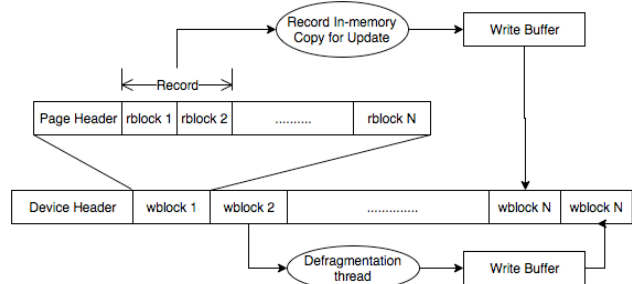 Record In-memory
Copy for Update
Write Buffer
Record
Page Header rblock 1 rblock 2 .......... rblock N
Device Header wblock 1 wblock 2 .............. wblock N wblock N
Defragmentation
thread
Write Buffer